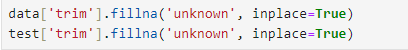 data['trim'].fillna('unknown', inplace=True)
test['trim'].fillna('unknown', inplace=True)